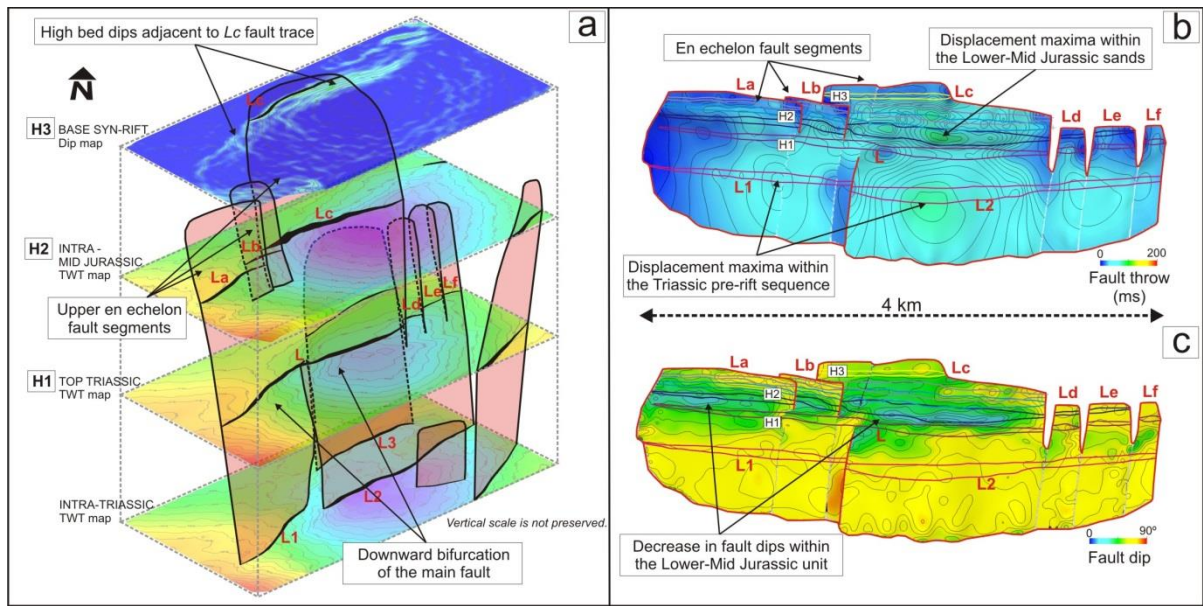 a
High bed dips adjacent to Lc fault trace
N
Lc
H3 BASE SYN-RIFT
Dip map
Lc
H2 INTRA -
MID JURASSIC
TWT map
Lb
La
Ld
Le
Lf
Upper en echelon
fault segments
L
H1 TOP TRIASSIC
TWT map
L3
L2
INTRA-TRIASSIC
TWT map
L1
Vertical scale is not preserved.
Downward bifurcation
of the main fault
b
En echelon fault segments
Displacement maxima within
the Lower-Mid Jurassic sands
La
Lb
H3
Lc
H2
H1
Ld
Le
Lf
L
L1
L2
Displacement maxima within
the Triassic pre-rift sequence
0 200
Fault throw
(ms)
4 km
c
La
Lb
H3
Lc
H2
H1
Ld
Le
Lf
L
L1
L2
Decrease in fault dips within
the Lower-Mid Jurassic unit
0 90º
Fault dip